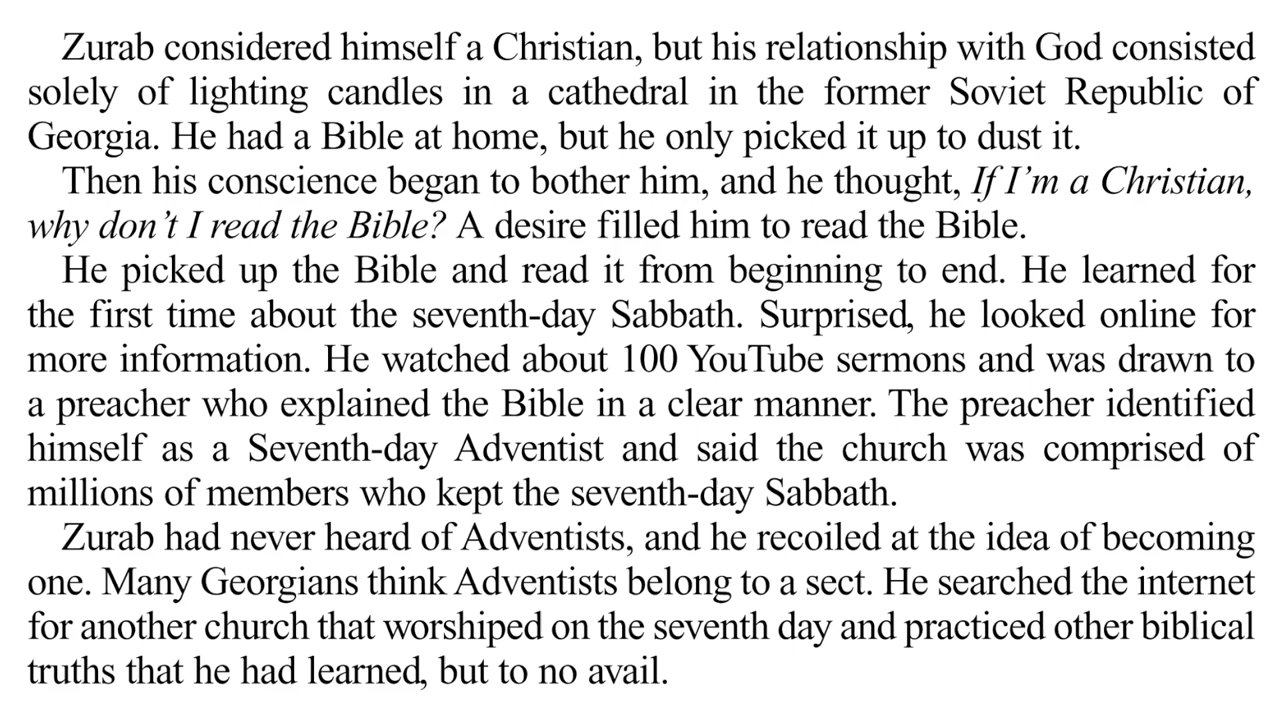 Zurab considered himself a Christian, but his relationship with God consisted
solely of lighting candles in a cathedral in the former Soviet Republic of
Georgia. He had a Bible at home, but he only picked it up to dust it.
Then his conscience began to bother him, and he thought, If I’m a Christian,
why don’t I read the Bible? A desire filled him to read the Bible.
He picked up the Bible and read it from beginning to end. He learned for
the first time about the seventh-day Sabbath. Surprised, he looked online for
more information. He watched about 100 YouTube sermons and was drawn to
a preacher who explained the Bible in a clear manner. The preacher identified
himself as a Seventh-day Adventist and said the church was comprised of
millions of members who kept the seventh-day Sabbath.
Zurab had never heard of Adventists, and he recoiled at the idea of becoming
one. Many Georgians think Adventists belong to a sect. He searched the internet
for another church that worshiped on the seventh day and practiced other biblical
truths that he had learned, but to no avail.